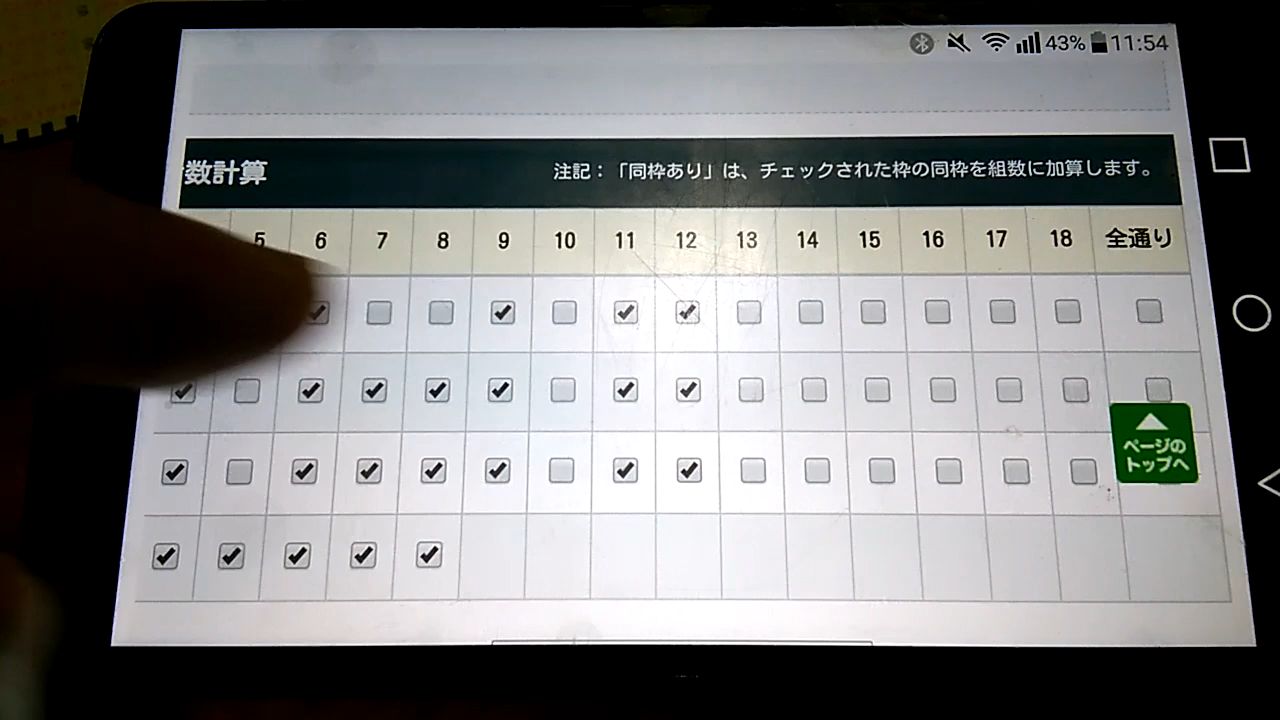 43% 11:54
数計算 注記：「同枠あり」は、チェックされた枠の同枠を組数に加算します。
5 6 7 8 9 10 11 12 13 14 15 16 17 18 全通り
ページの
トップへ